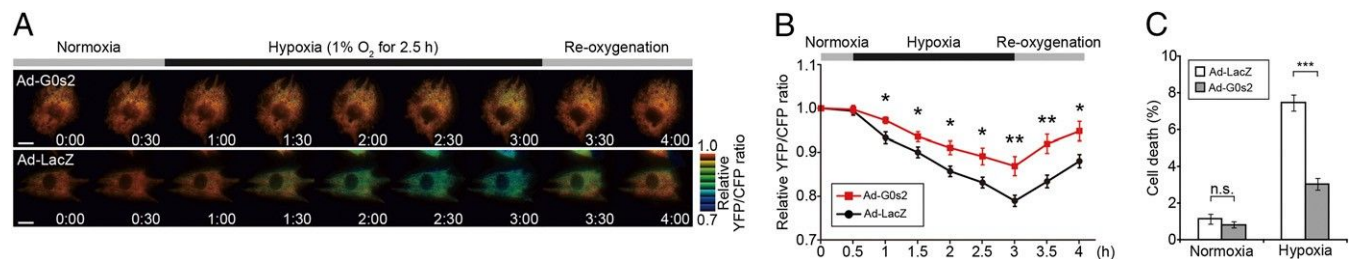 A
Normoxia
Hypoxia (1% O₂ for 2.5 h)
Re-oxygenation
Ad-G0s2
0:00
0:30
1:00
1:30
2:00
2:30
3:00
3:30
4:00
Ad-LacZ
0:00
0:30
1:00
1:30
2:00
2:30
3:00
3:30
4:00
1.0
Relative
YFP/CFP ratio
0.7
B
Normoxia
Hypoxia
Re-oxygenation
Relative YFP/CFP ratio
1.1
1.0
0.9
0.8
0.7
* * * * ** ** *
Ad-G0s2
Ad-LacZ
0 0.5 1 1.5 2 2.5 3 3.5 4 (h)
C
Cell death (%)
10
8
6
4
2
0
Ad-LacZ
Ad-G0s2
***
n.s.
Normoxia
Hypoxia